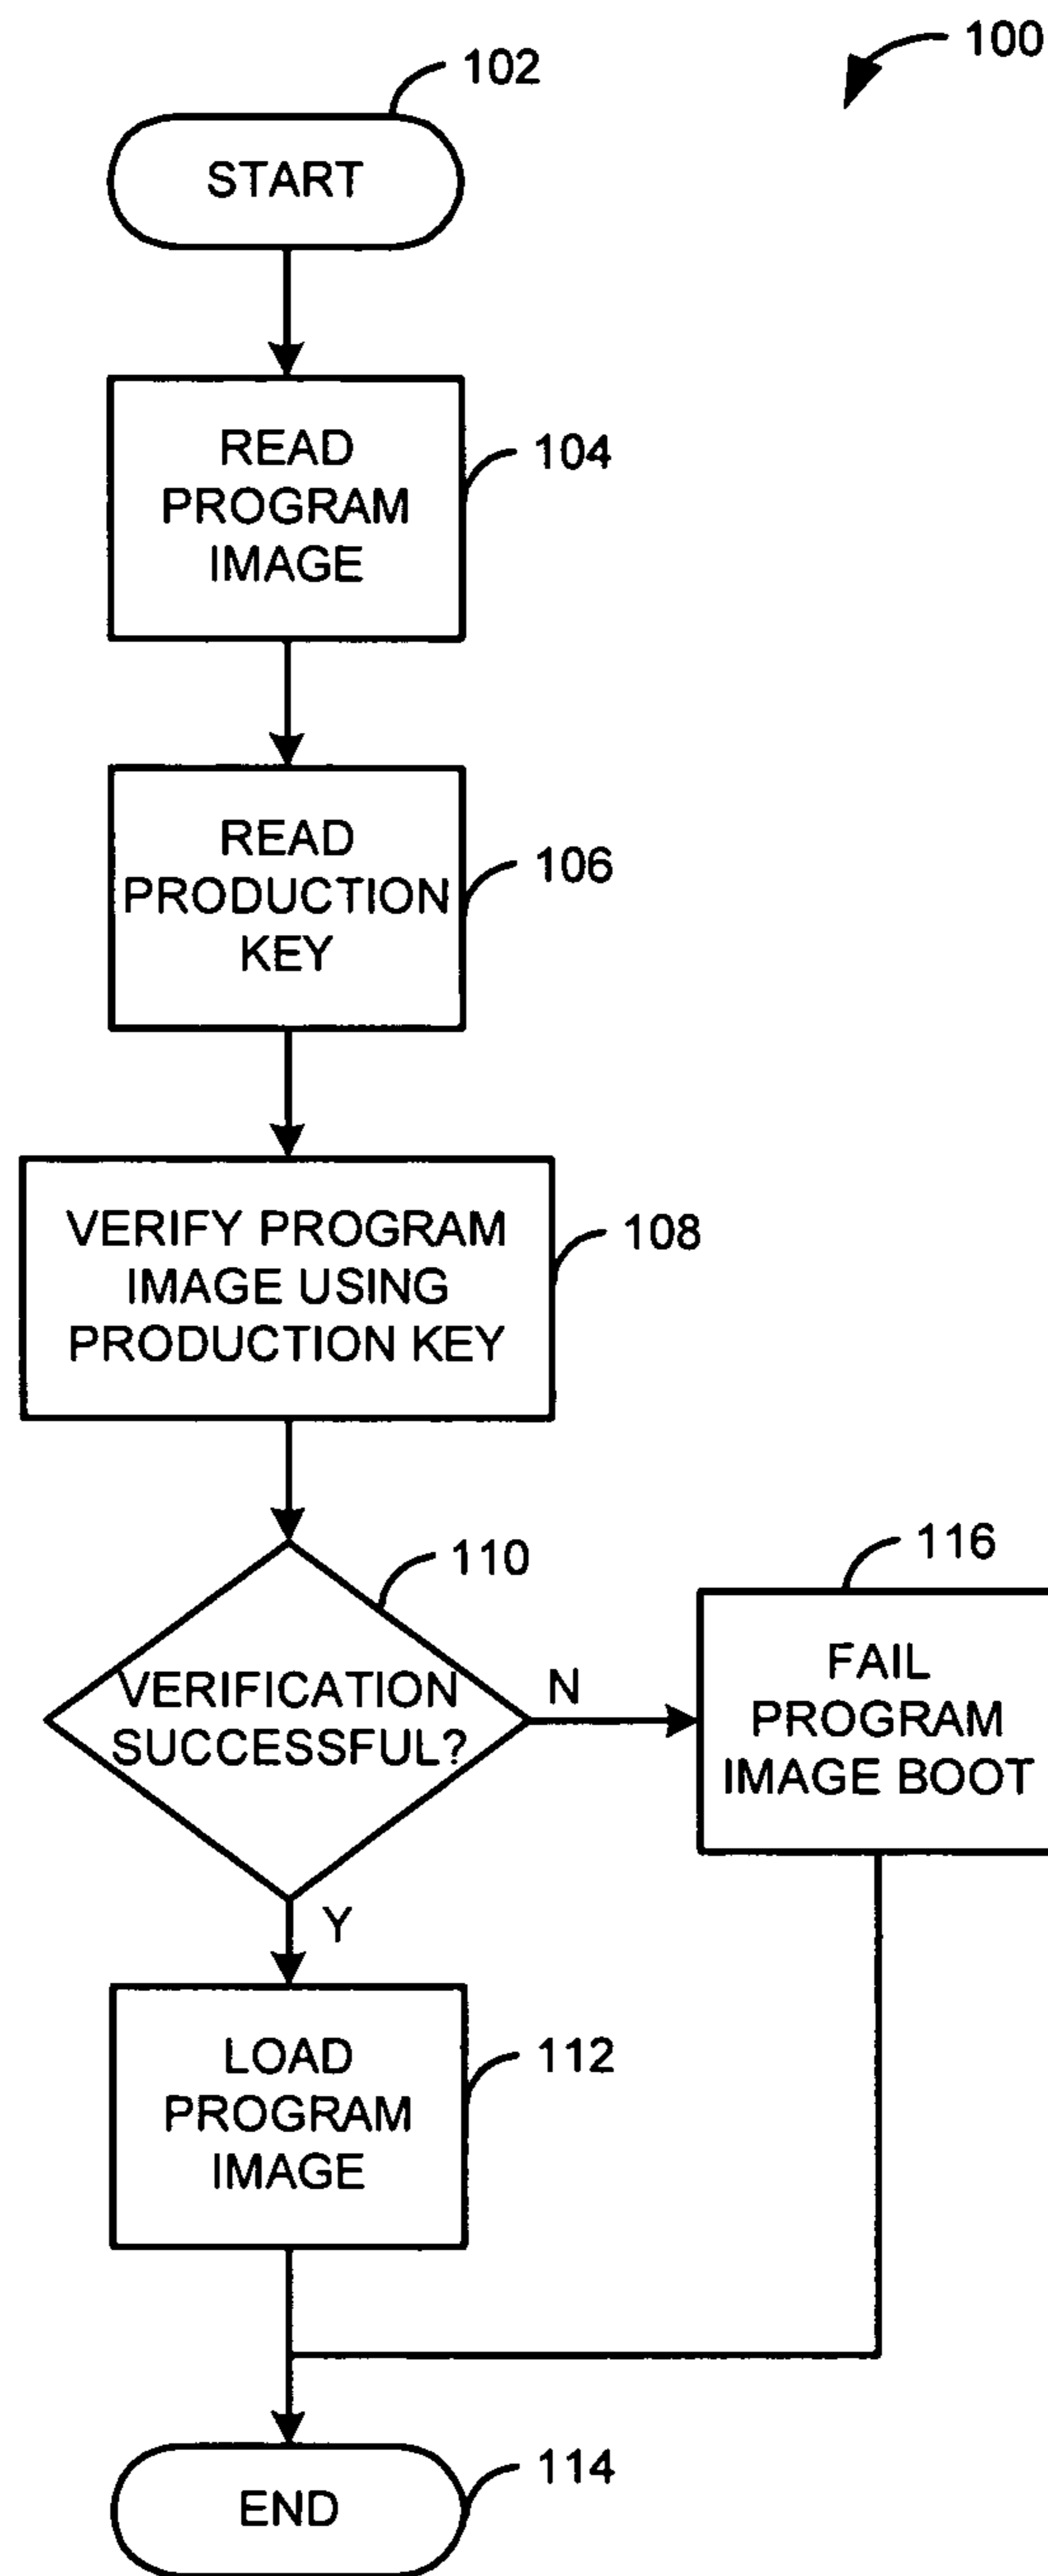 100
102
START
READ
PROGRAM
IMAGE
104
READ
PRODUCTION
KEY
106
VERIFY PROGRAM
IMAGE USING
PRODUCTION KEY
108
110
VERIFICATION
SUCCESSFUL?
N
116
FAIL
PROGRAM
IMAGE BOOT
Y
LOAD
PROGRAM
IMAGE
112
END
114